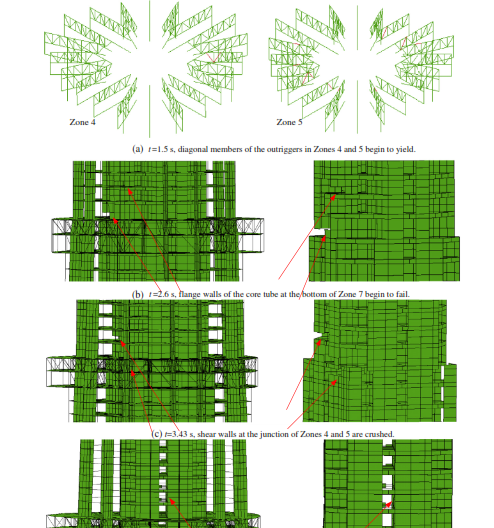 Zone 4
Zone 5
(a) t=1.5 s, diagonal members of the outriggers in Zones 4 and 5 begin to yield.
(b) t=2.6 s, flange walls of the core tube at the bottom of Zone 7 begin to fail.
(c) t=3.43 s, shear walls at the junction of Zones 4 and 5 are crushed.